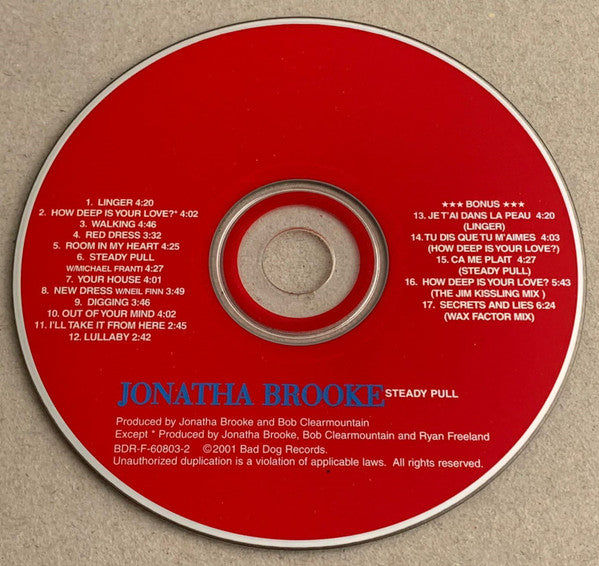 1. LINGER 4:20
2. HOW DEEP IS YOUR LOVE?* 4:02
3. WALKING 4:46
4. RED DRESS 3:32
5. ROOM IN MY HEART 4:25
6. STEADY PULL
W/MICHAEL FRANTI 4:27
7. YOUR HOUSE 4:01
8. NEW DRESS W/NEIL FINN 3:49
9. DIGGING 3:46
10. OUT OF YOUR MIND 4:02
11. I'LL TAKE IT FROM HERE 2:45
12. LULLABY 2:42
★★★ BONUS ★★★
13. JE T'AI DANS LA PEAU 4:20
(LINGER)
14. TU DIS QUE TU M'AIMES 4:03
(HOW DEEP IS YOUR LOVE?)
15. CA ME PLAIT 4:27
(STEADY PULL)
16. HOW DEEP IS YOUR LOVE? 5:43
(THE JIM KISSLING MIX )
17. SECRETS AND LIES 6:24
(WAX FACTOR MIX)
JONATHA BROOKE STEADY PULL
Produced by Jonatha Brooke and Bob Clearmountain
Except * Produced by Jonatha Brooke, Bob Clearmountain and Ryan Freeland
BDR-F-60803-2 ©2001 Bad Dog Records.
Unauthorized duplication is a violation of applicable laws. All rights reserved.